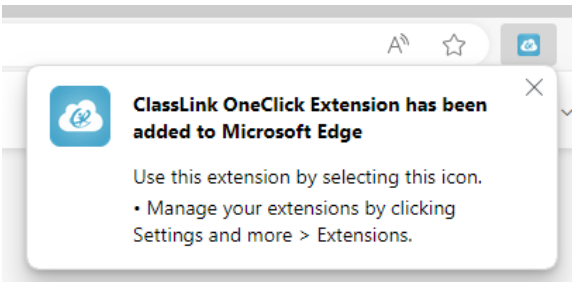 ClassLink OneClick Extension has been
added to Microsoft Edge
Use this extension by selecting this icon.
• Manage your extensions by clicking
Settings and more > Extensions.